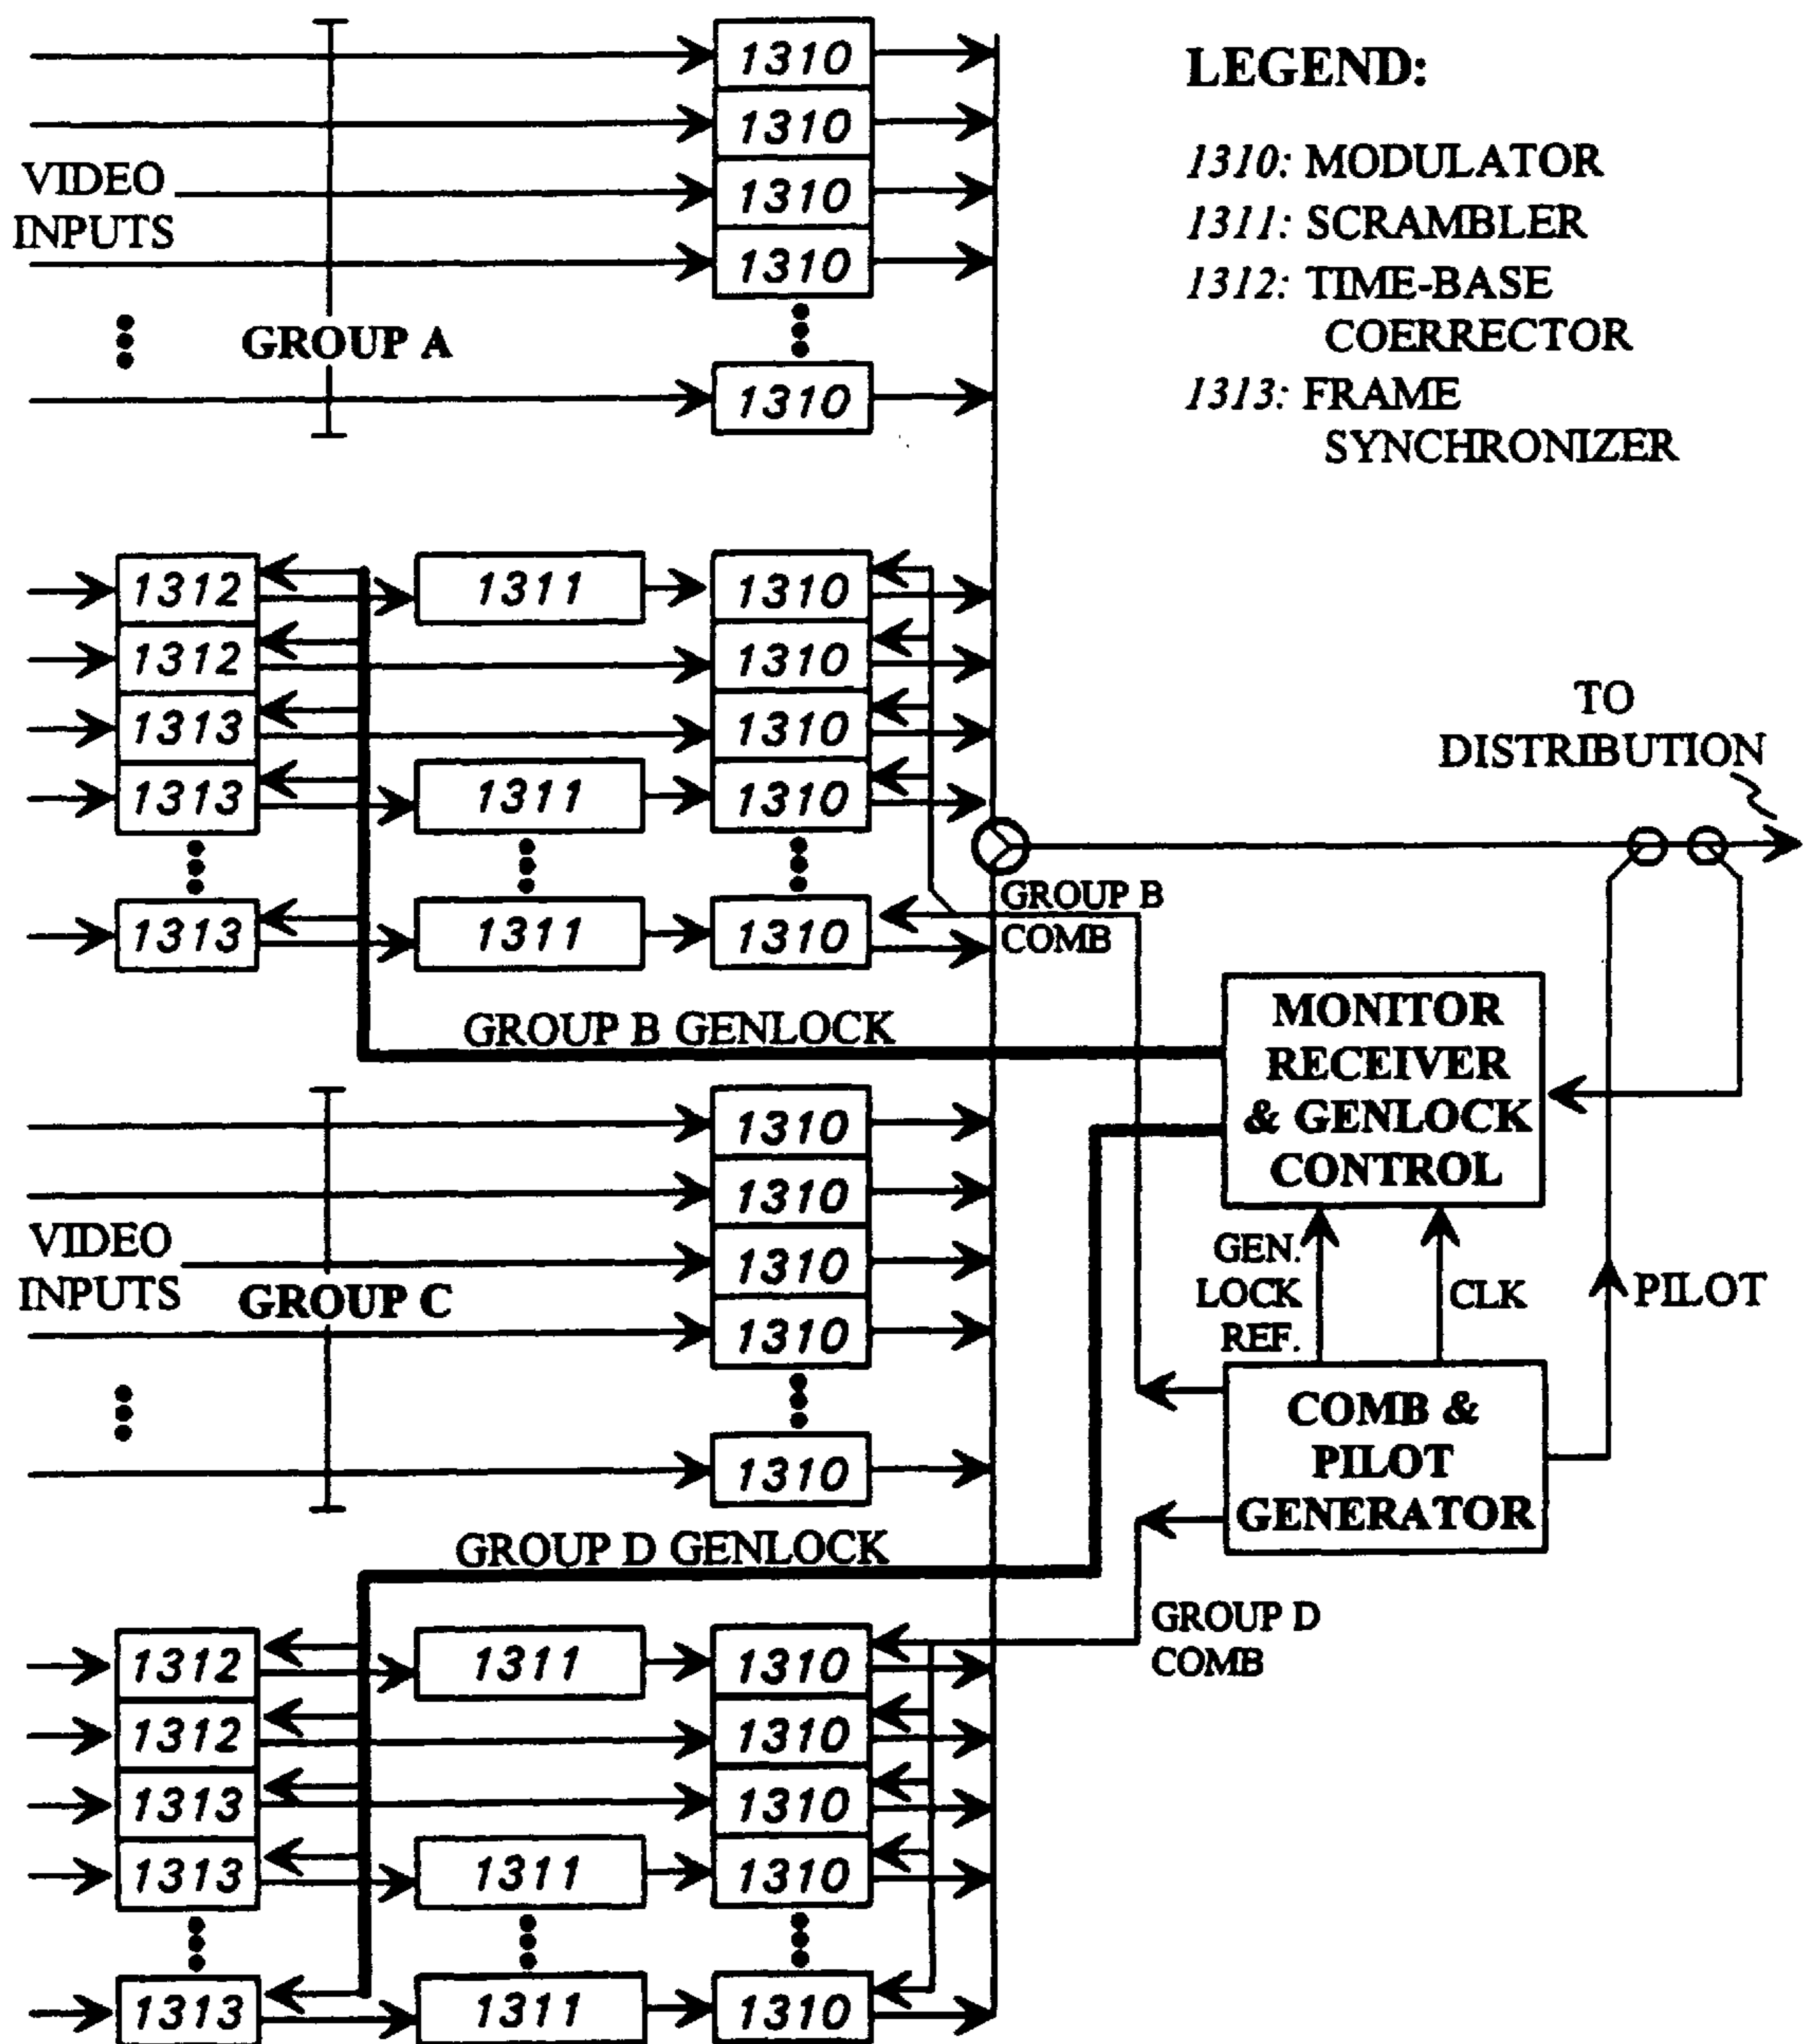 1310
1310
VIDEO
INPUTS
1310
1310
GROUP A
1310
LEGEND:
1310: MODULATOR
1311: SCRAMBLER
1312: TIME-BASE
COERRECTOR
1313: FRAME
SYNCHRONIZER
1312
1311
1310
1312
1310
1313
1310
1313
1311
1310
1313
1311
1310
GROUP B
COMB
TO
DISTRIBUTION
GROUP B GENLOCK
MONITOR
RECEIVER
& GENLOCK
CONTROL
1310
1310
VIDEO
INPUTS
1310
GROUP C
1310
1310
GEN.
LOCK
REF.
CLK
PILOT
COMB &
PILOT
GENERATOR
GROUP D GENLOCK
GROUP D
COMB
1312
1311
1310
1312
1310
1313
1310
1313
1311
1310
1313
1311
1310